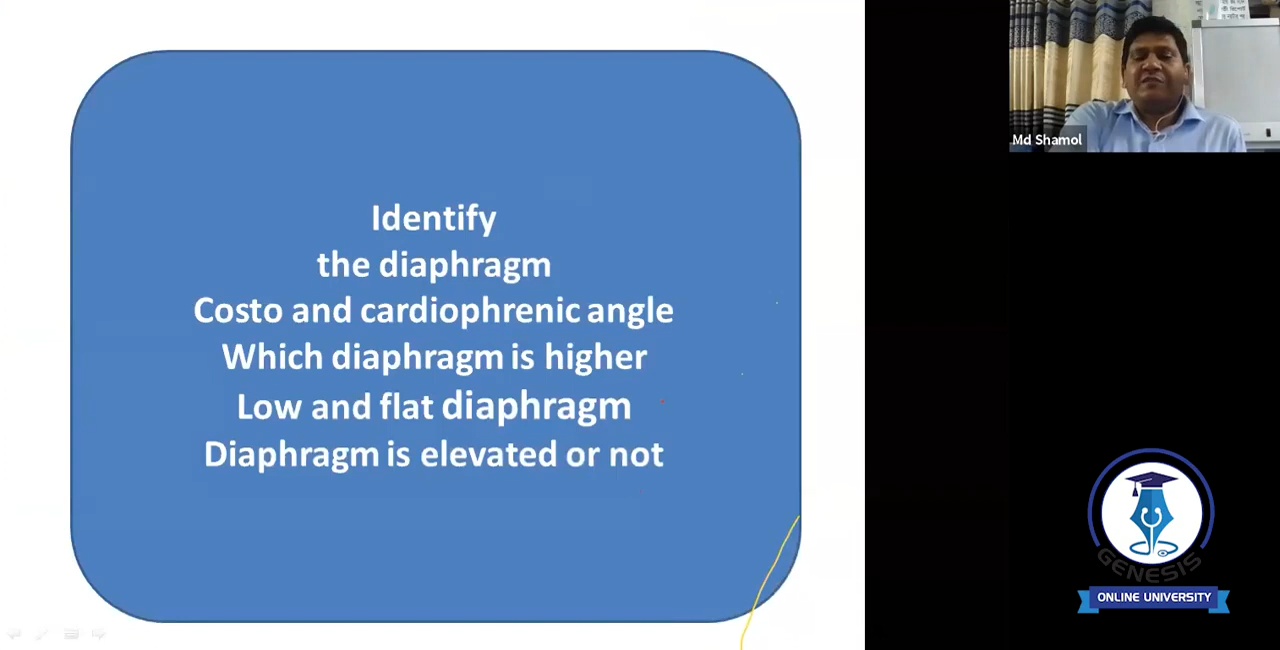 Identify
the diaphragm
Costo and cardiophrenic angle
Which diaphragm is higher
Low and flat diaphragm
Diaphragm is elevated or not
Md Shamol
GENESIS
ONLINE UNIVERSITY